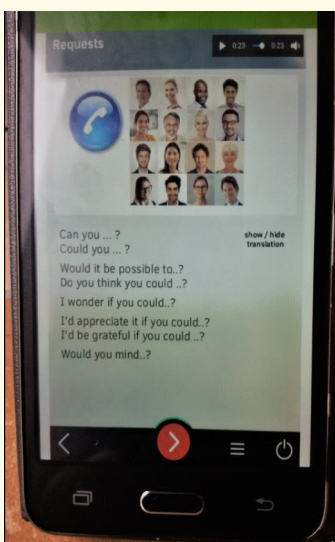 Requests
0:23 0:23
Can you ... ?
Could you ... ?
show / hide
translation
Would it be possible to..?
Do you think you could ..?
I wonder if you could..?
I'd appreciate it if you could..?
I'd be grateful if you could ..?
Would you mind..?